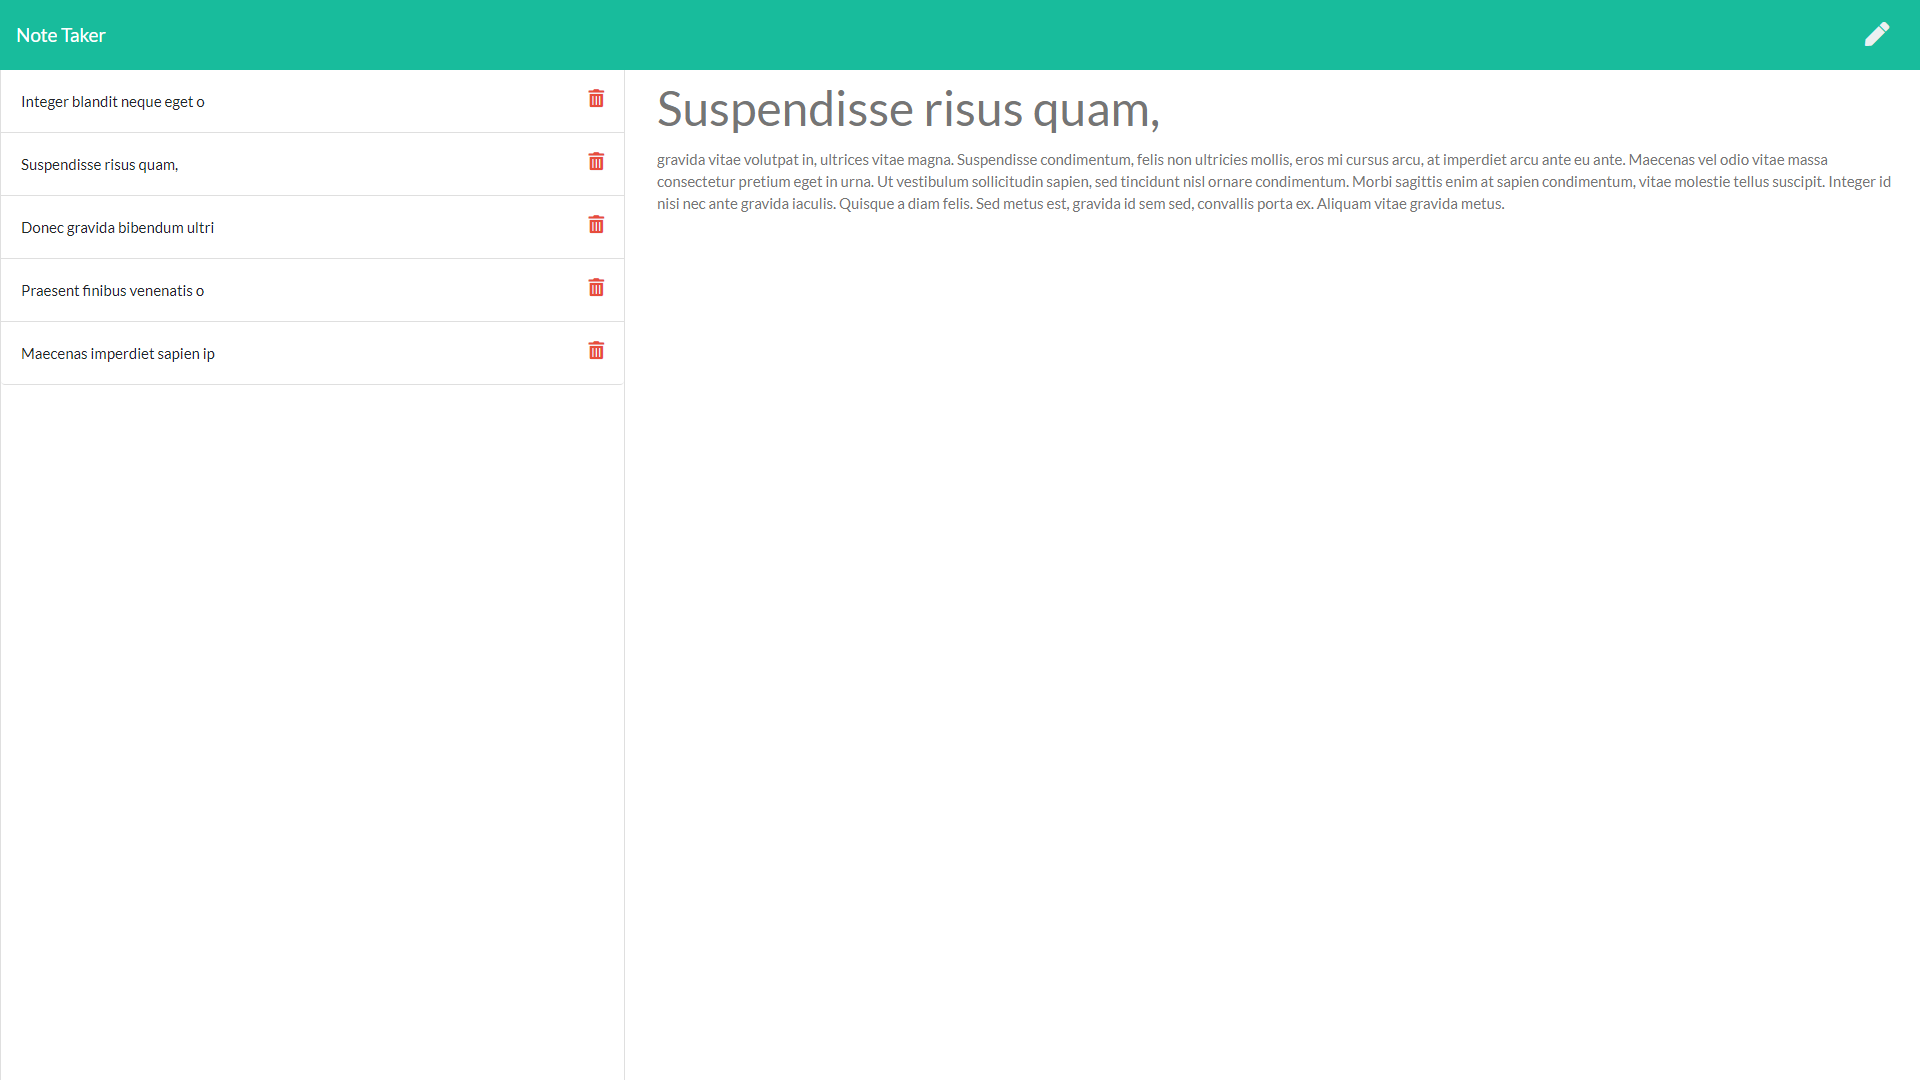 Note Taker
Integer blandit neque eget o
Suspendisse risus quam,
Donec gravida bibendum ultri
Praesent finibus venenatis o
Maecenas imperdiet sapien ip
Suspendisse risus quam,
gravida vitae volutpat in, ultrices vitae magna. Suspendisse condimentum, felis non ultricies mollis, eros mi cursus arcu, at imperdiet arcu ante eu ante. Maecenas vel odio vitae massa
consectetur pretium eget in urna. Ut vestibulum sollicitudin sapien, sed tincidunt nisl ornare condimentum. Morbi sagittis enim at sapien condimentum, vitae molestie tellus suscipit. Integer id
nisi nec ante gravida iaculis. Quisque a diam felis. Sed metus est, gravida id sem sed, convallis porta ex. Aliquam vitae gravida metus.